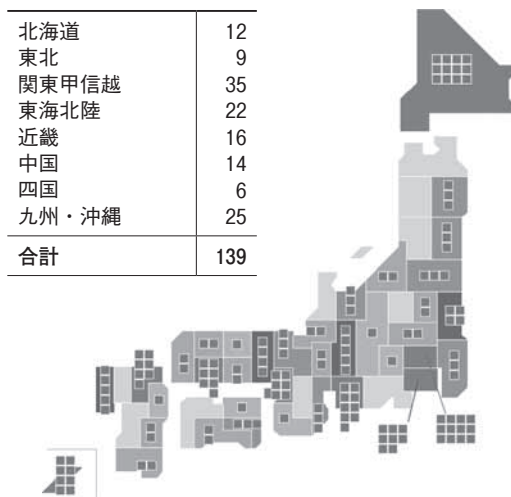 北海道 12
東北 9
関東甲信越 35
東海北陸 22
近畿 16
中国 14
四国 6
九州・沖縄 25
合計 139